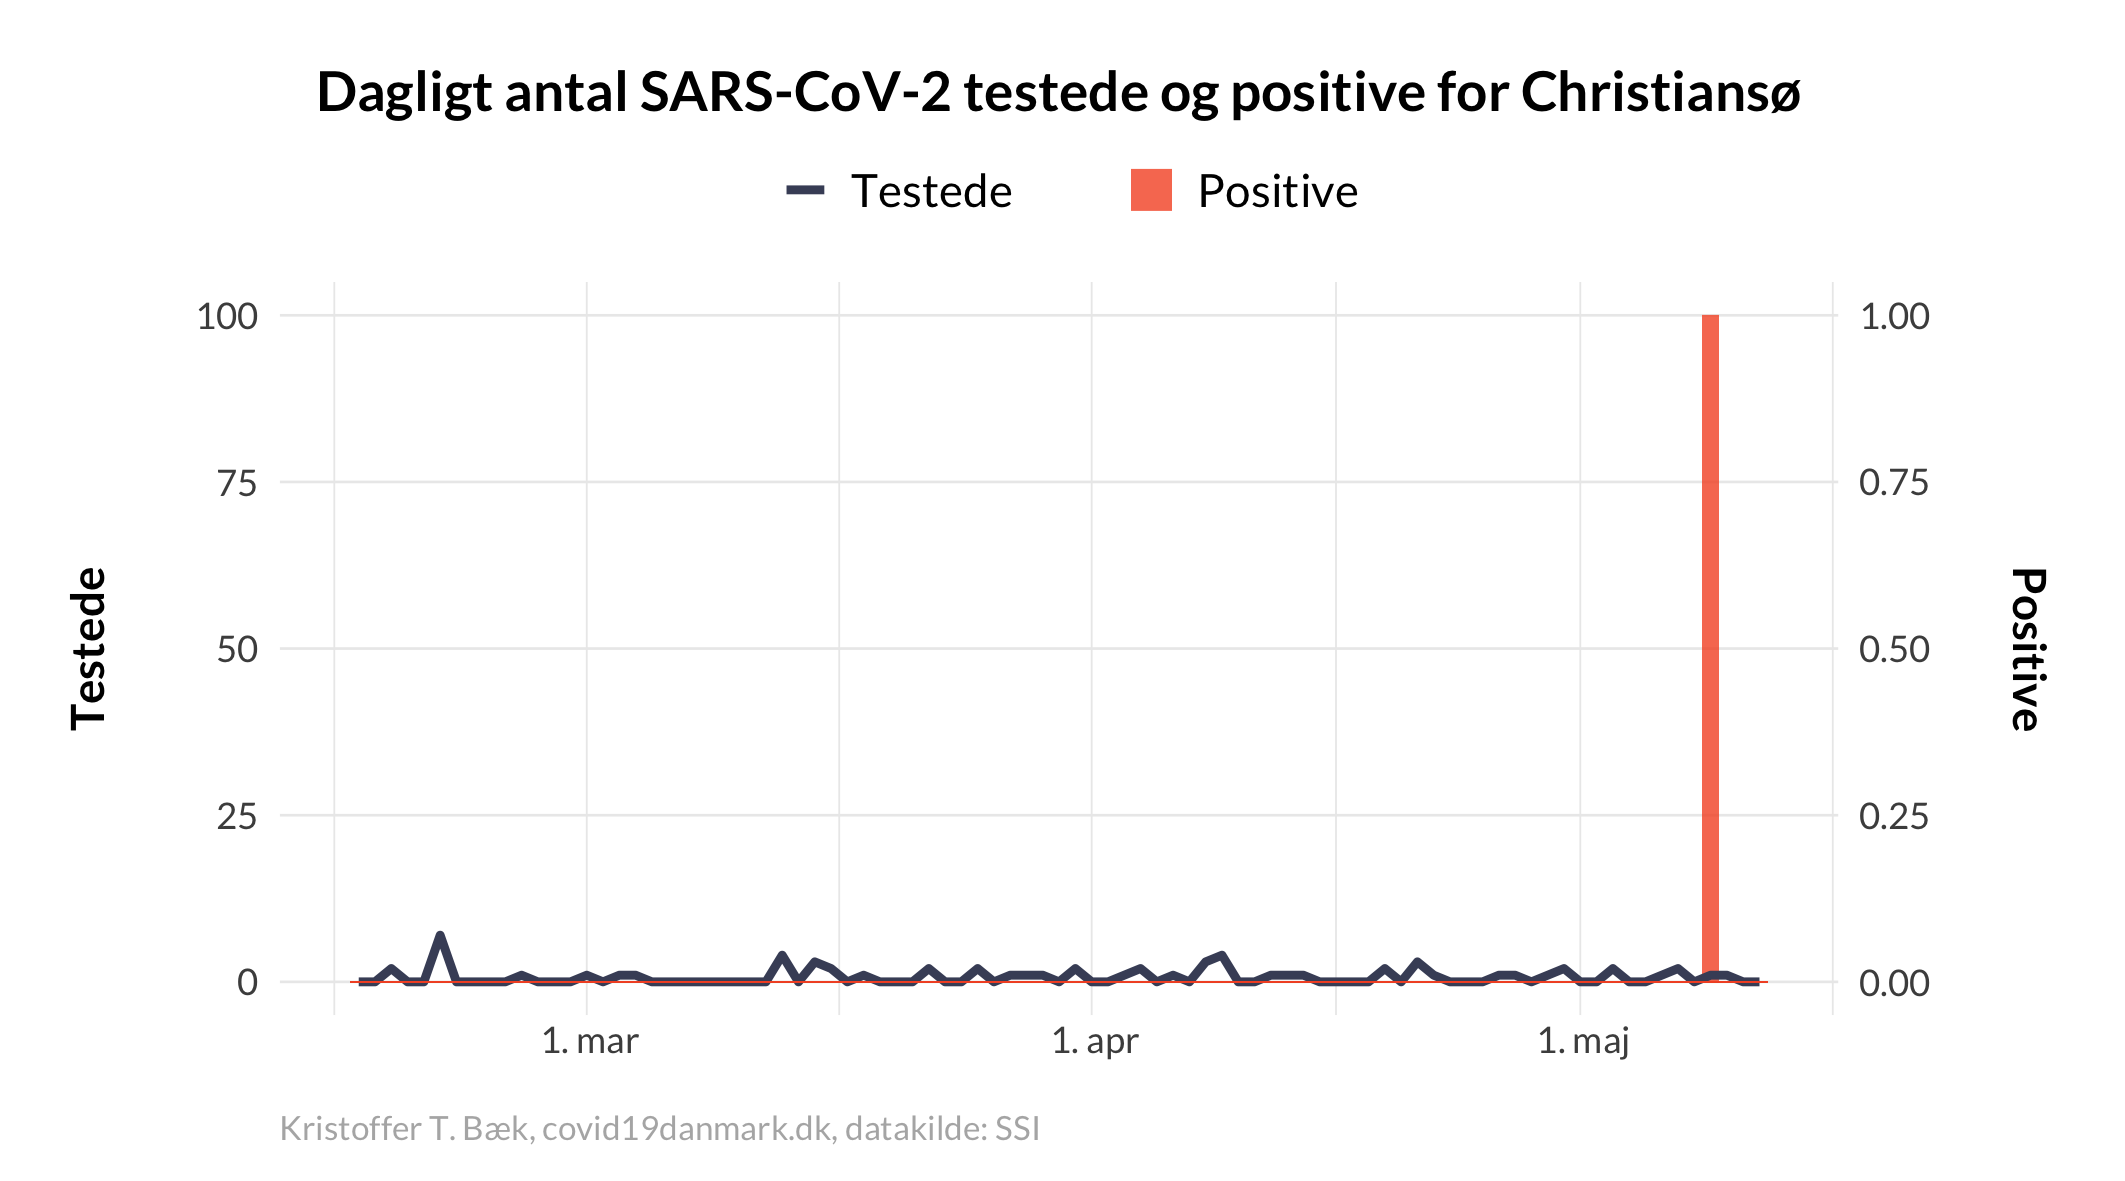 Dagligt antal SARS-CoV-2 testede og positive for Christiansø
Testede
Positive
100
75
50
25
0
Testede
1.00
0.75
0.50
0.25
0.00
Positive
1. mar
1. apr
1. maj
Kristoffer T. Bæk, covid19danmark.dk, datakilde: SSI